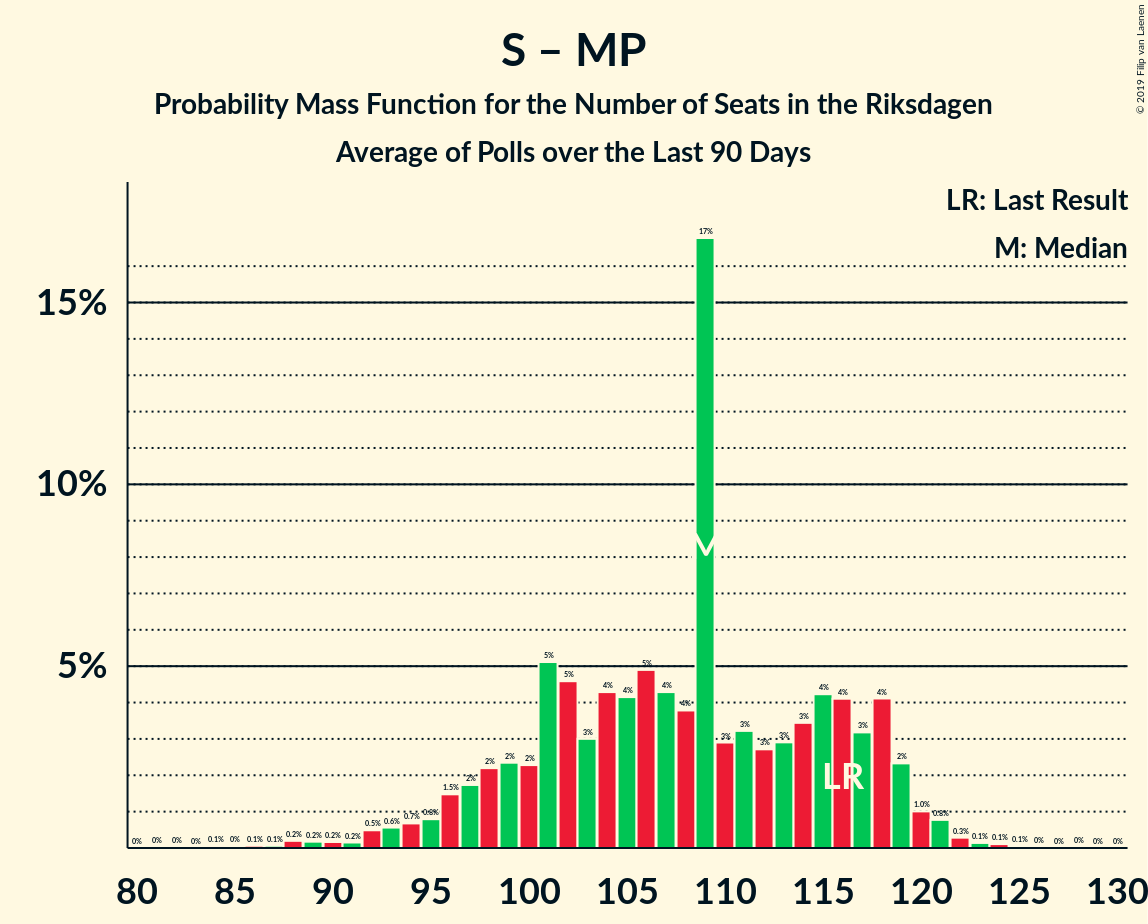 S – MP
Probability Mass Function for the Number of Seats in the Riksdagen
Average of Polls over the Last 90 Days
© 2019 Filip van Laenen
LR: Last Result
M: Median
15%
10%
5%
0% 0% 0% 0% 0.1% 0% 0.1% 0.1% 0.2% 0.2% 0.2% 0.2% 0.5% 0.6% 0.7% 0.8% 1.5% 2% 2% 2% 2% 5% 5% 3% 4% 4% 5% 4% 4% 17% 3% 3% 3% 3% 3% 4% 4% 3% 4% 2% 1.0% 0.8% 0.3% 0.1% 0.1% 0.1% 0% 0% 0% 0% 0%
M
LR
80 85 90 95 100 105 110 115 120 125 130